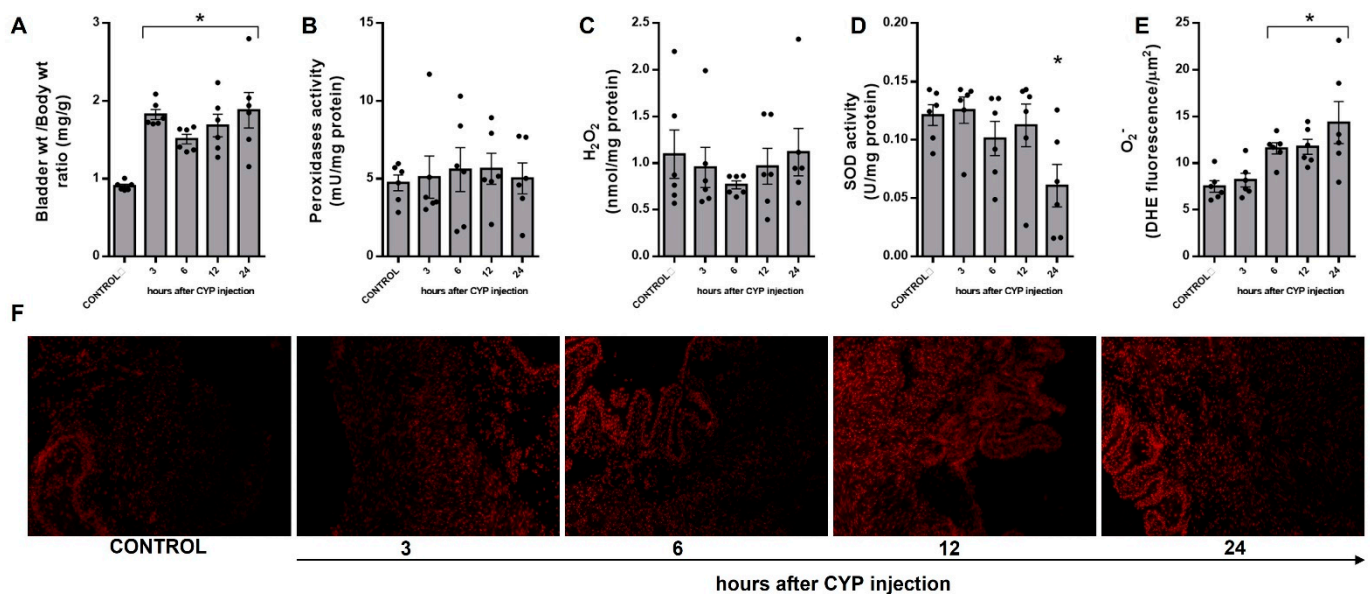 A
Bladder wt /Body wt
ratio (mg/g)
3
2
1
0
*
CONTROL
3
6
12
24
hours after CYP injection
B
Peroxidases activity
(mU/mg protein)
15
10
5
0
CONTROL
3
6
12
24
hours after CYP injection
C
H₂O₂
(nmol/mg protein)
2.5
2.0
1.5
1.0
0.5
0.0
CONTROL
3
6
12
24
hours after CYP injection
D
SOD activity
(U/mg protein)
0.20
0.15
0.10
0.05
0.00
*
CONTROL
3
6
12
24
hours after CYP injection
E
O₂⁻
(DHE fluorescence/µm²)
25
20
15
10
5
0
*
CONTROL
3
6
12
24
hours after CYP injection
F
CONTROL
3
6
12
24
hours after CYP injection